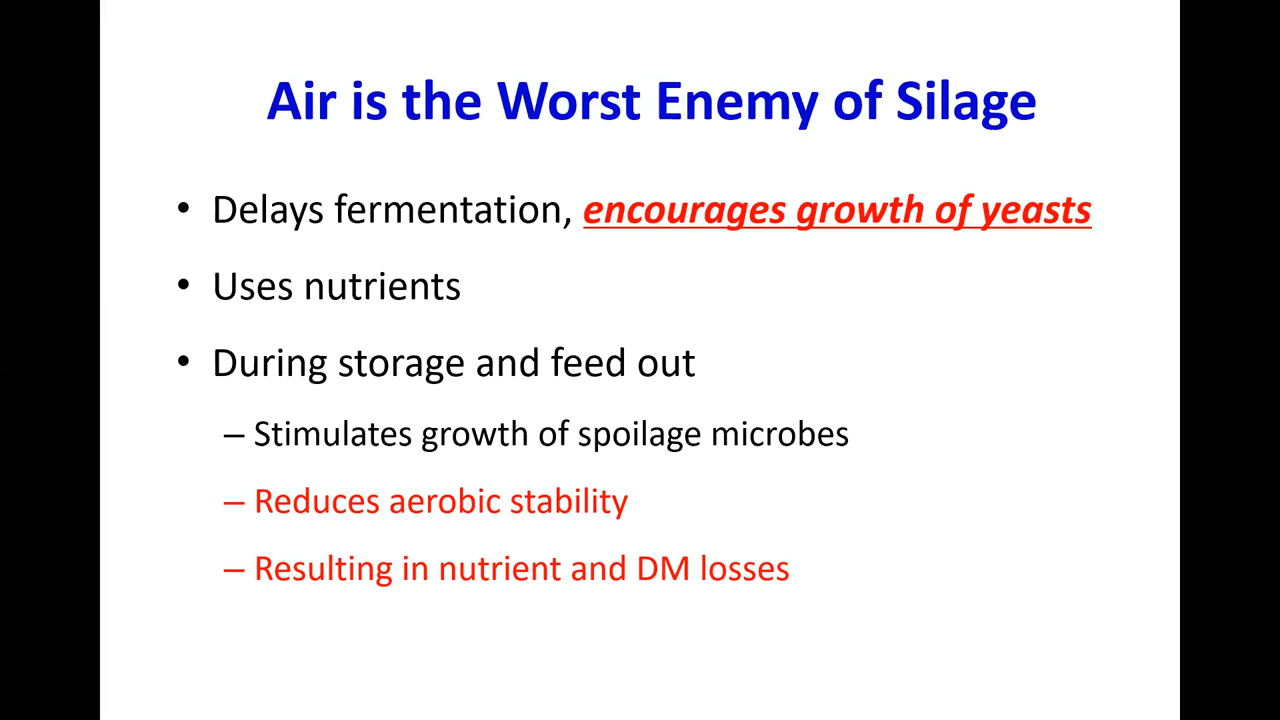 Air is the Worst Enemy of Silage
• Delays fermentation, encourages growth of yeasts
• Uses nutrients
• During storage and feed out
– Stimulates growth of spoilage microbes
– Reduces aerobic stability
– Resulting in nutrient and DM losses